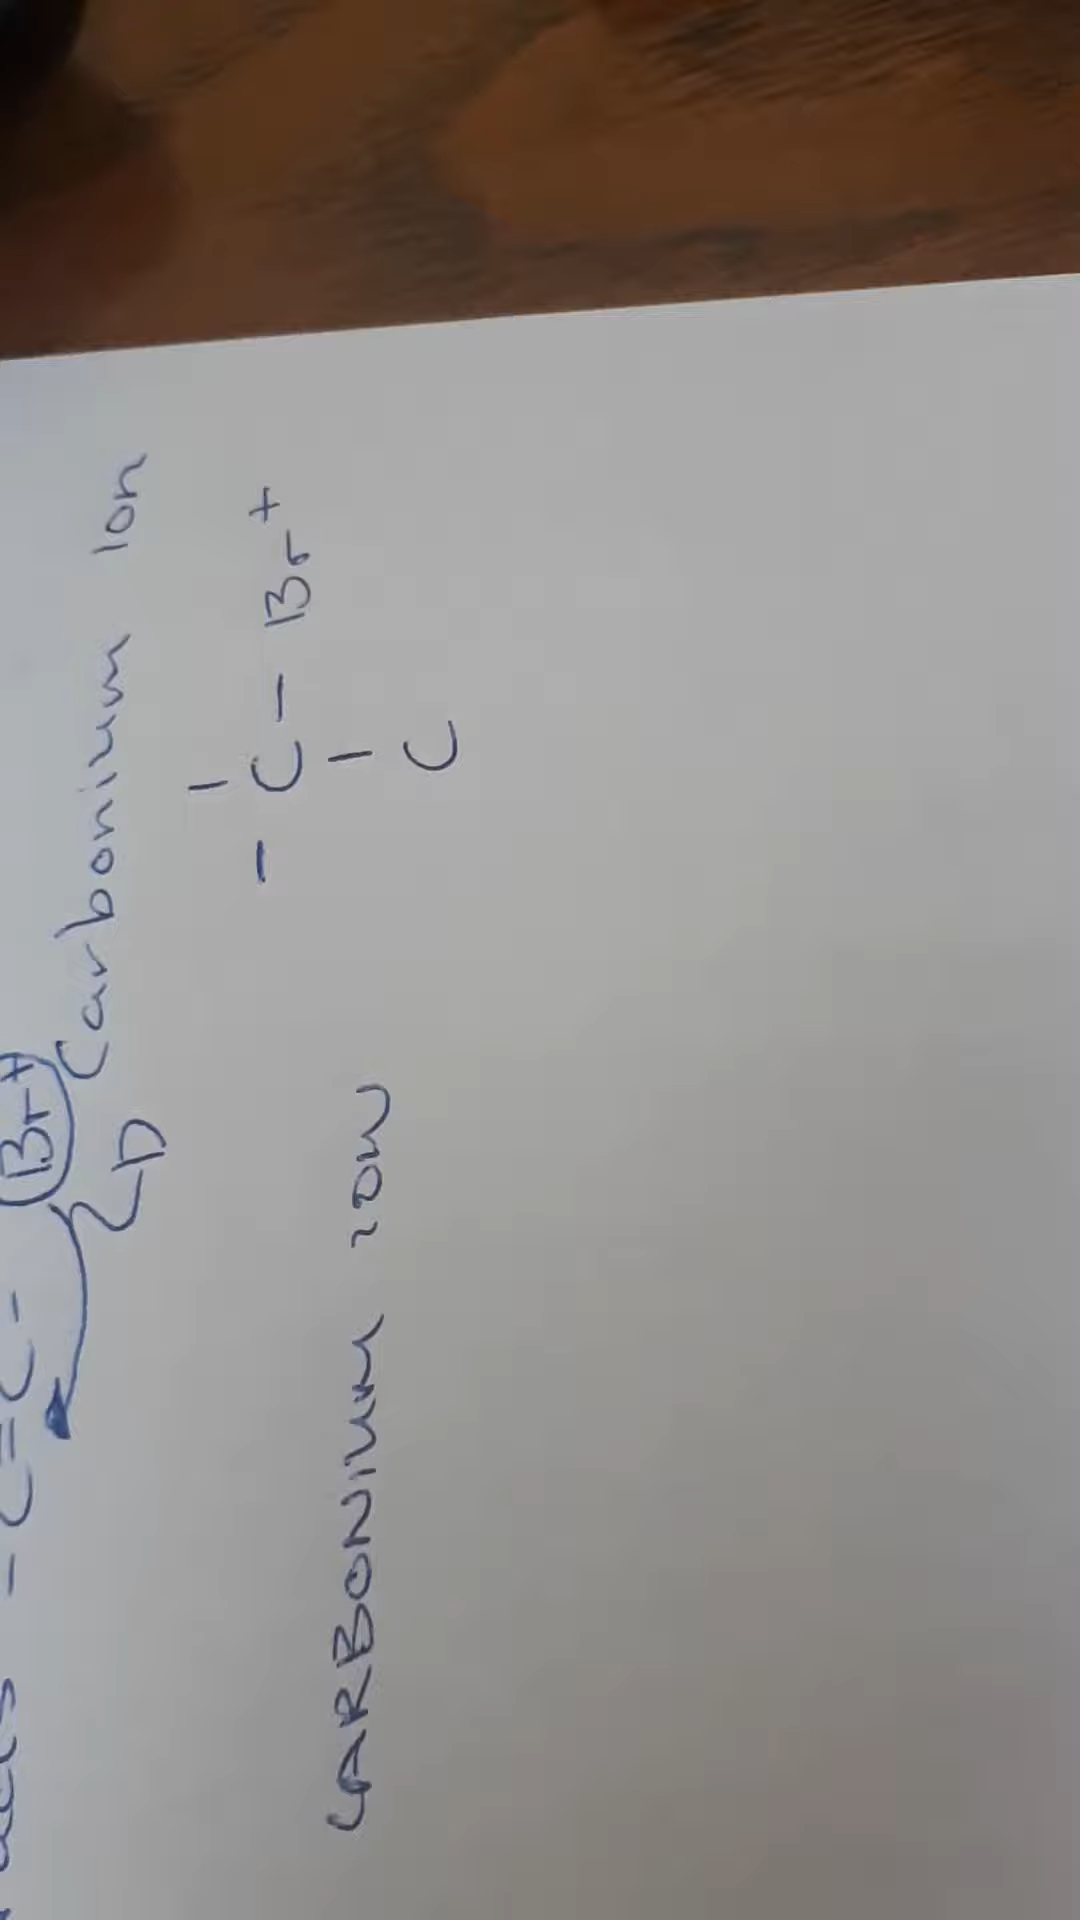 - C = C - Br+
Carbonium Ion
- C - Br+
C
CARBONIUM ION